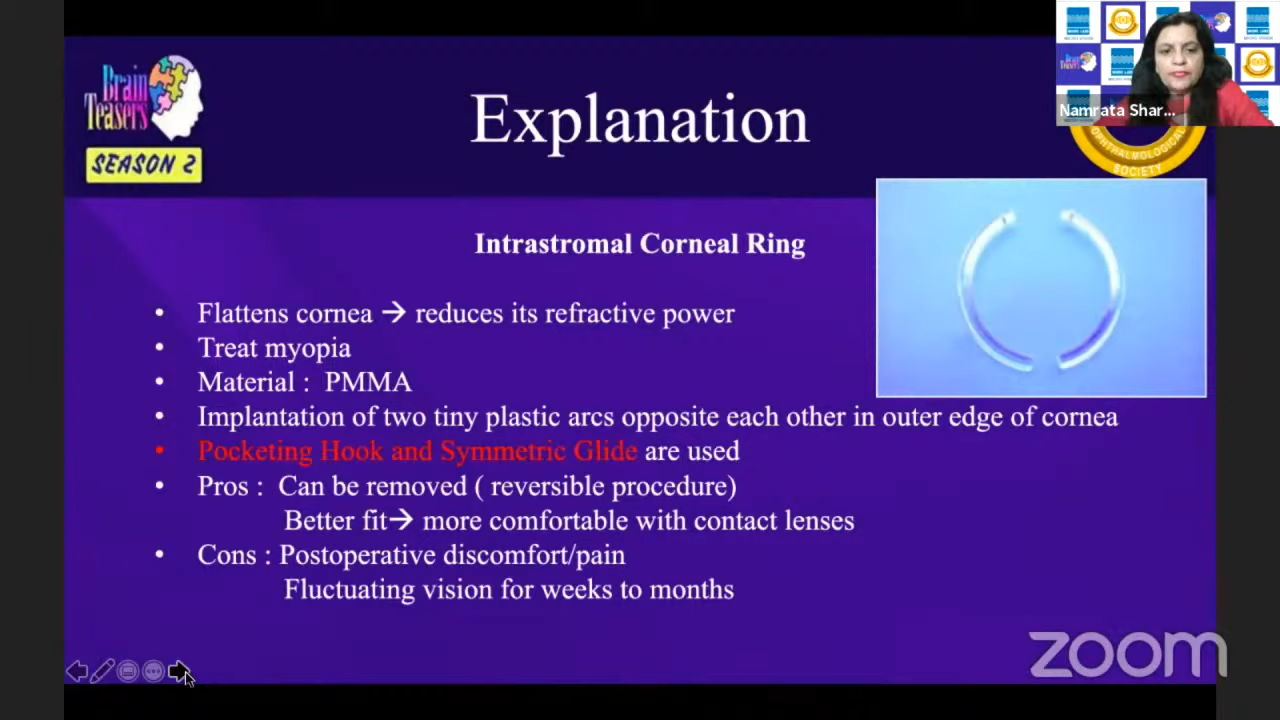 Brain
Teasers
SEASON 2
Explanation
Namrata Shar...
OPHTHALMOLOGICAL
SOCIETY
Intrastromal Corneal Ring
• Flattens cornea → reduces its refractive power
• Treat myopia
• Material : PMMA
• Implantation of two tiny plastic arcs opposite each other in outer edge of cornea
• Pocketing Hook and Symmetric Glide are used
• Pros : Can be removed ( reversible procedure)
Better fit→ more comfortable with contact lenses
• Cons : Postoperative discomfort/pain
Fluctuating vision for weeks to months
zoom